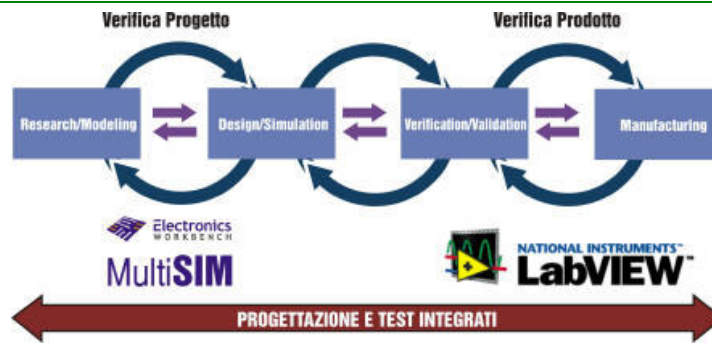 Verifica Progetto
Verifica Prodotto
Research/Modeling
Design/Simulation
Verification/Validation
Manufacturing
Electronics
WORKBENCH
MultiSIM
NATIONAL INSTRUMENTS™
LabVIEW™
PROGETTAZIONE E TEST INTEGRATI